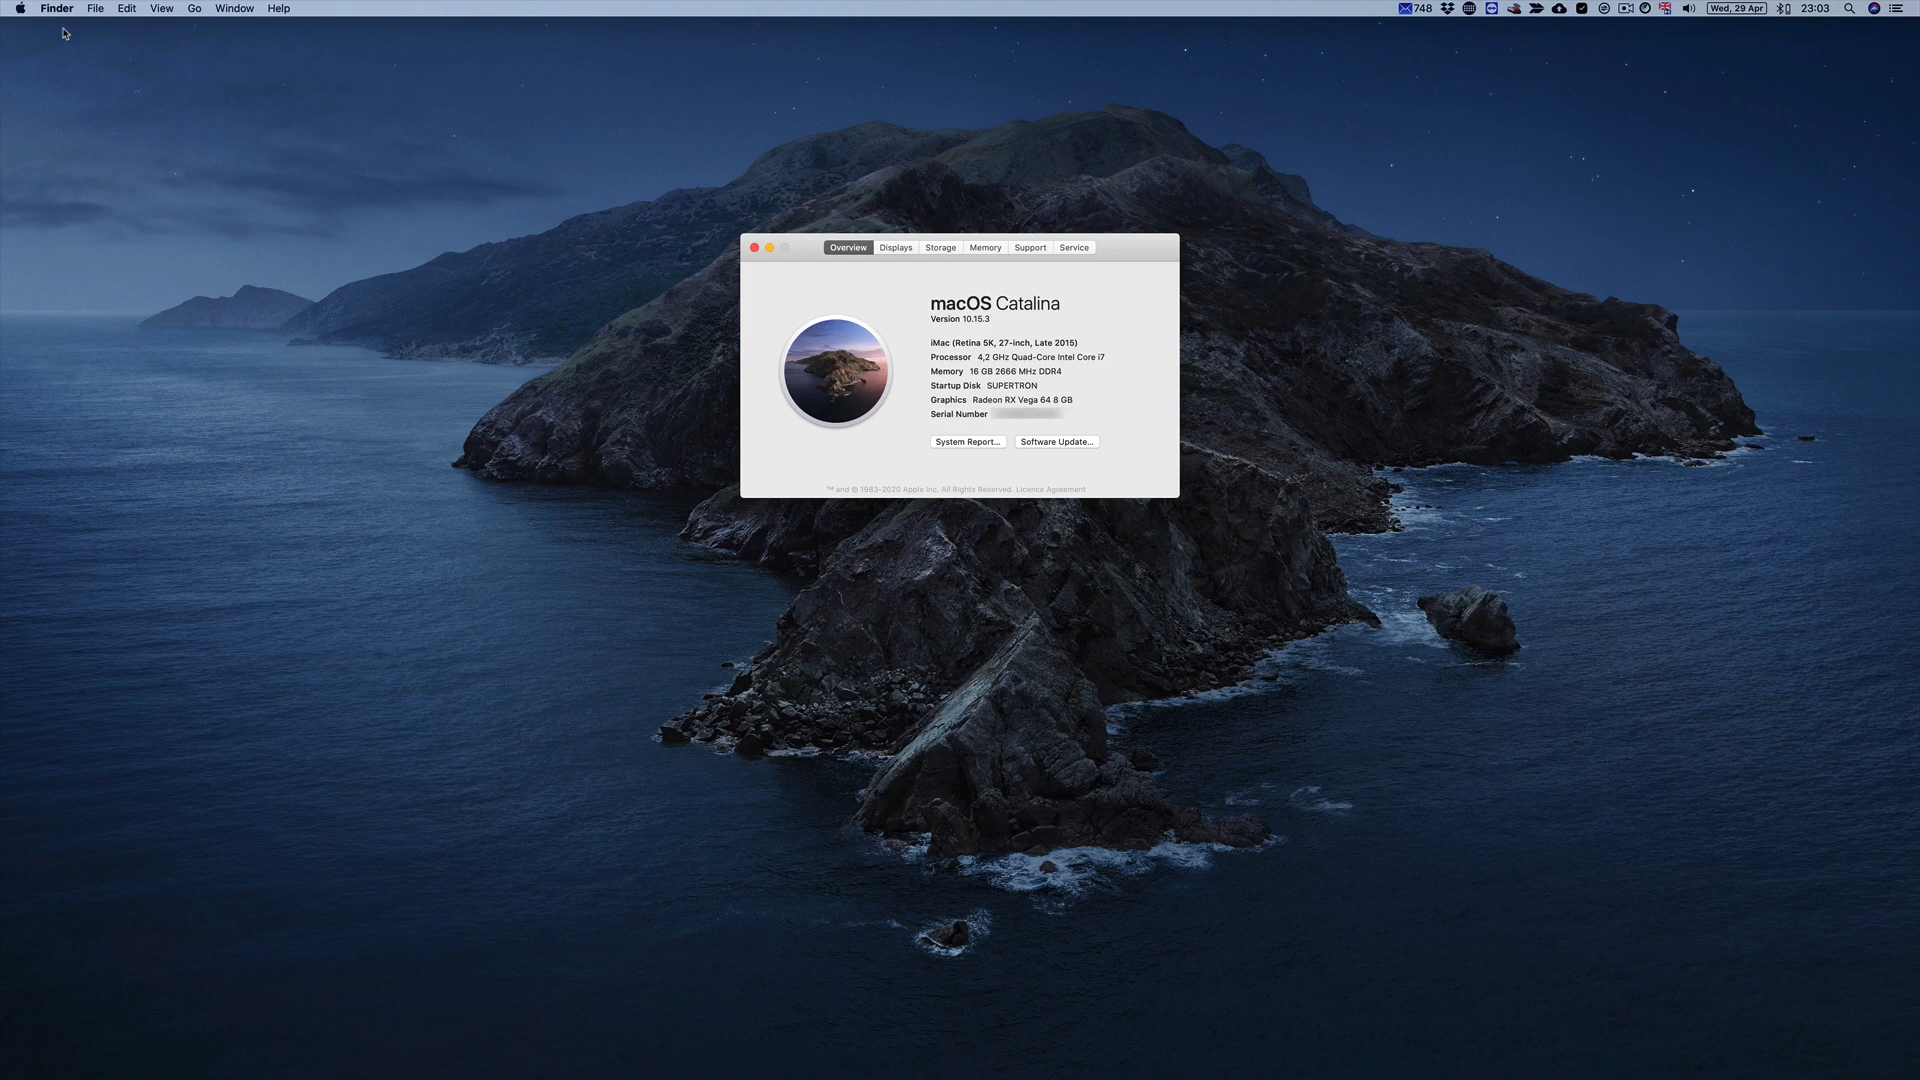 Finder File Edit View Go Window Help 748 Wed, 29 Apr 23:03
Overview Displays Storage Memory Support Service
macOS Catalina
Version 10.15.3
iMac (Retina 5K, 27-inch, Late 2015)
Processor 4,2 GHz Quad-Core Intel Core i7
Memory 16 GB 2666 MHz DDR4
Startup Disk SUPERTRON
Graphics Radeon RX Vega 64 8 GB
Serial Number
System Report... Software Update...
™ and © 1983-2020 Apple Inc. All Rights Reserved. Licence Agreement